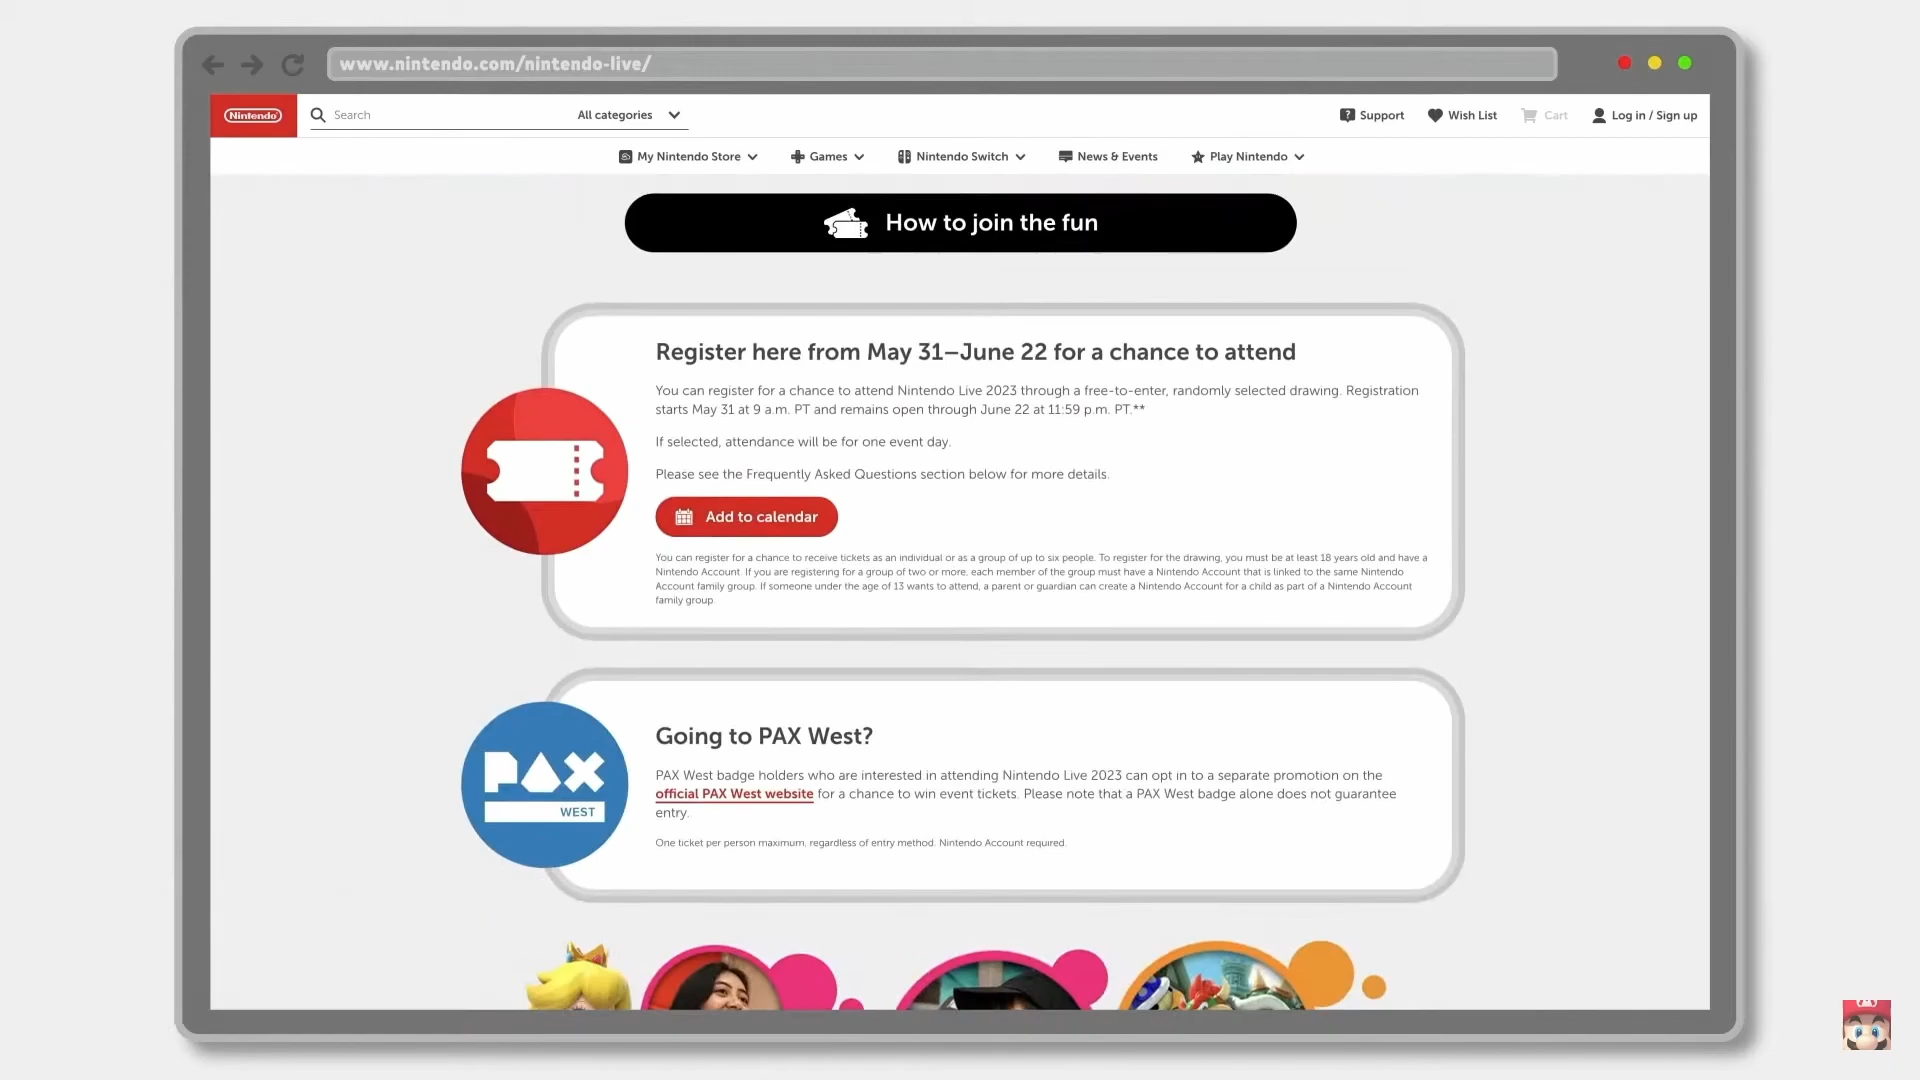 www.nintendo.com/nintendo-live/
Nintendo
Search
All categories
Support
Wish List
Cart
Log in / Sign up
My Nintendo Store
Games
Nintendo Switch
News & Events
Play Nintendo
How to join the fun
Register here from May 31–June 22 for a chance to attend
You can register for a chance to attend Nintendo Live 2023 through a free-to-enter, randomly selected drawing. Registration
starts May 31 at 9 a.m. PT and remains open through June 22 at 11:59 p.m. PT.**
If selected, attendance will be for one event day.
Please see the Frequently Asked Questions section below for more details.
Add to calendar
You can register for a chance to receive tickets as an individual or as a group of up to six people. To register for the drawing, you must be at least 18 years old and have a
Nintendo Account. If you are registering for a group of two or more, each member of the group must have a Nintendo Account that is linked to the same Nintendo
Account family group. If someone under the age of 13 wants to attend, a parent or guardian can create a Nintendo Account for a child as part of a Nintendo Account
family group.
PAX
WEST
Going to PAX West?
PAX West badge holders who are interested in attending Nintendo Live 2023 can opt in to a separate promotion on the
official PAX West website for a chance to win event tickets. Please note that a PAX West badge alone does not guarantee
entry.
One ticket per person maximum, regardless of entry method. Nintendo Account required.
M